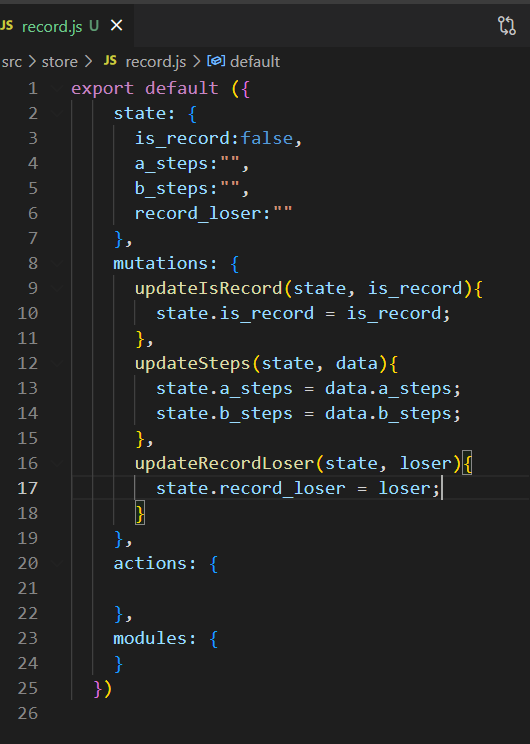 JS record.js U ×
src > store > JS record.js > default
1 export default ({
2     state: {
3       is_record:false,
4       a_steps:"",
5       b_steps:"",
6       record_loser:""
7     },
8     mutations: {
9       updateIsRecord(state, is_record){
10         state.is_record = is_record;
11       },
12       updateSteps(state, data){
13         state.a_steps = data.a_steps;
14         state.b_steps = data.b_steps;
15       },
16       updateRecordLoser(state, loser){
17         state.record_loser = loser;
18       }
19     },
20     actions: {
21
22     },
23     modules: {
24     }
25   })
26